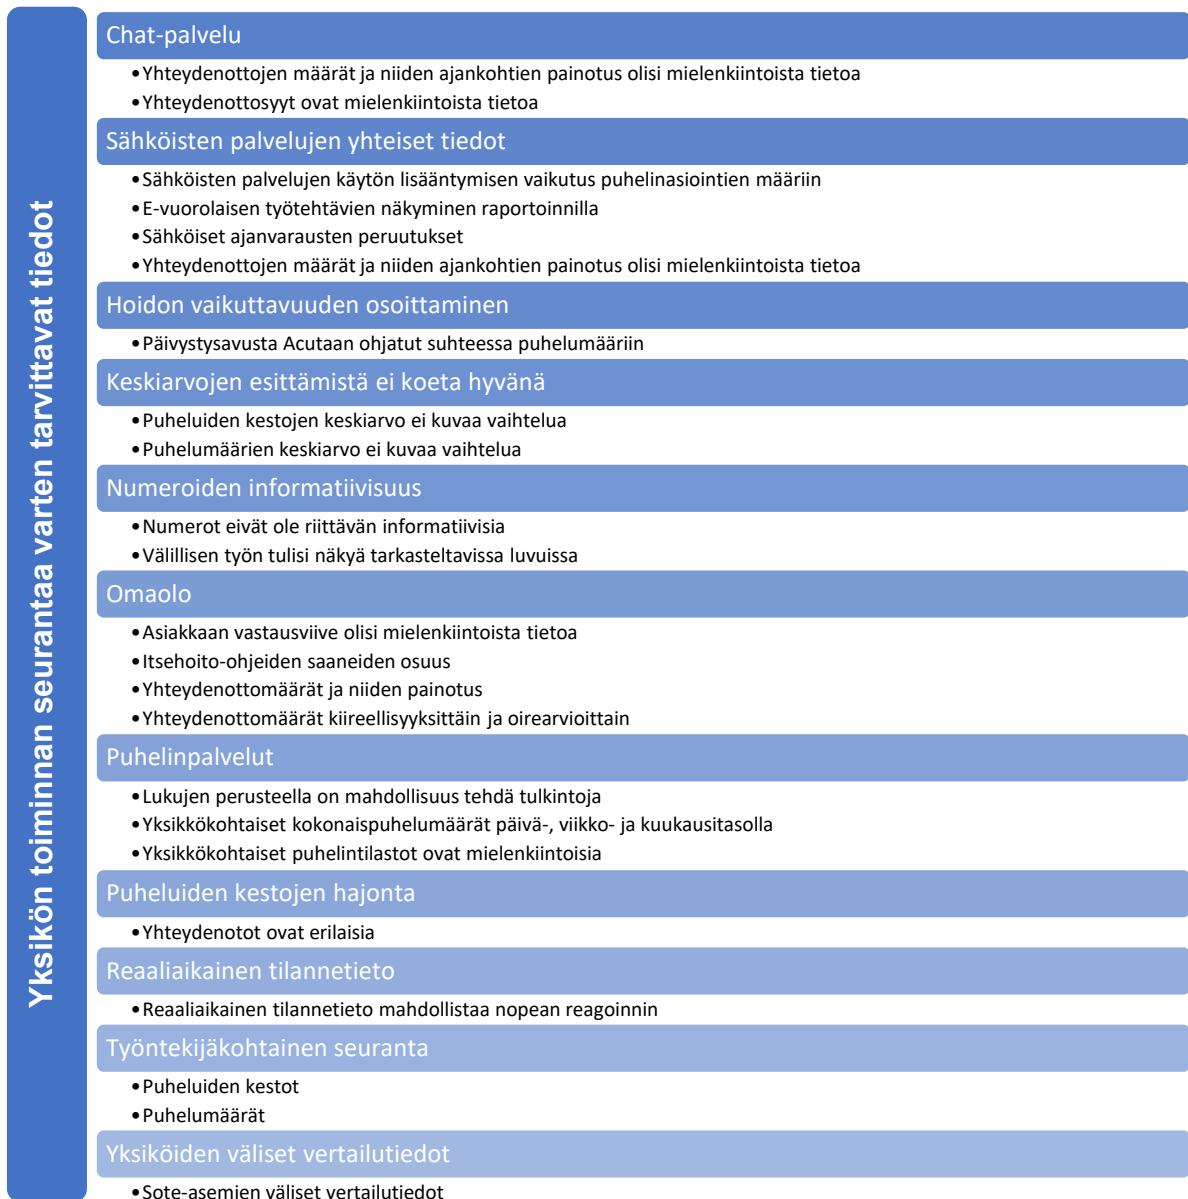 Yksikön toiminnan seurantaa varten tarvittavat tiedot
Chat-palvelu
•Yhteydenottojen määrät ja niiden ajankohtien painotus olisi mielenkiintoista tietoa
•Yhteydenottosyyt ovat mielenkiintoista tietoa
Sähköisten palvelujen yhteiset tiedot
•Sähköisten palvelujen käytön lisääntymisen vaikutus puhelinasiointien määriin
•E-vuorolaisen työtehtävien näkyminen raportoinnilla
•Sähköiset ajanvarausten peruutukset
•Yhteydenottojen määrät ja niiden ajankohtien painotus olisi mielenkiintoista tietoa
Hoidon vaikuttavuuden osoittaminen
•Päivystysavusta Acutaan ohjatut suhteessa puhelumääriin
Keskiarvojen esittämistä ei koeta hyvänä
•Puheluiden kestojen keskiarvo ei kuvaa vaihtelua
•Puhelumäärien keskiarvo ei kuvaa vaihtelua
Numeroiden informatiivisuus
•Numerot eivät ole riittävän informatiivisia
•Välillisen työn tulisi näkyä tarkasteltavissa luvuissa
Omaolo
•Asiakkaan vastausviive olisi mielenkiintoista tietoa
•Itsehoito-ohjeiden saaneiden osuus
•Yhteydenottomäärät ja niiden painotus
•Yhteydenottomäärät kiireellisyyksittäin ja oirearvioittain
Puhelinpalvelut
•Lukujen perusteella on mahdollisuus tehdä tulkintoja
•Yksikkökohtaiset kokonaispuhelumäärät päivä-, viikko- ja kuukausitasolla
•Yksikkökohtaiset puhelintilastot ovat mielenkiintoisia
Puheluiden kestojen hajonta
•Yhteydenotot ovat erilaisia
Reaaliaikainen tilannetieto
•Reaaliaikainen tilannetieto mahdollistaa nopean reagoinnin
Työntekijäkohtainen seuranta
•Puheluiden kestot
•Puhelumäärät
Yksiköiden väliset vertailutiedot
•Sote-asemien väliset vertailutiedot